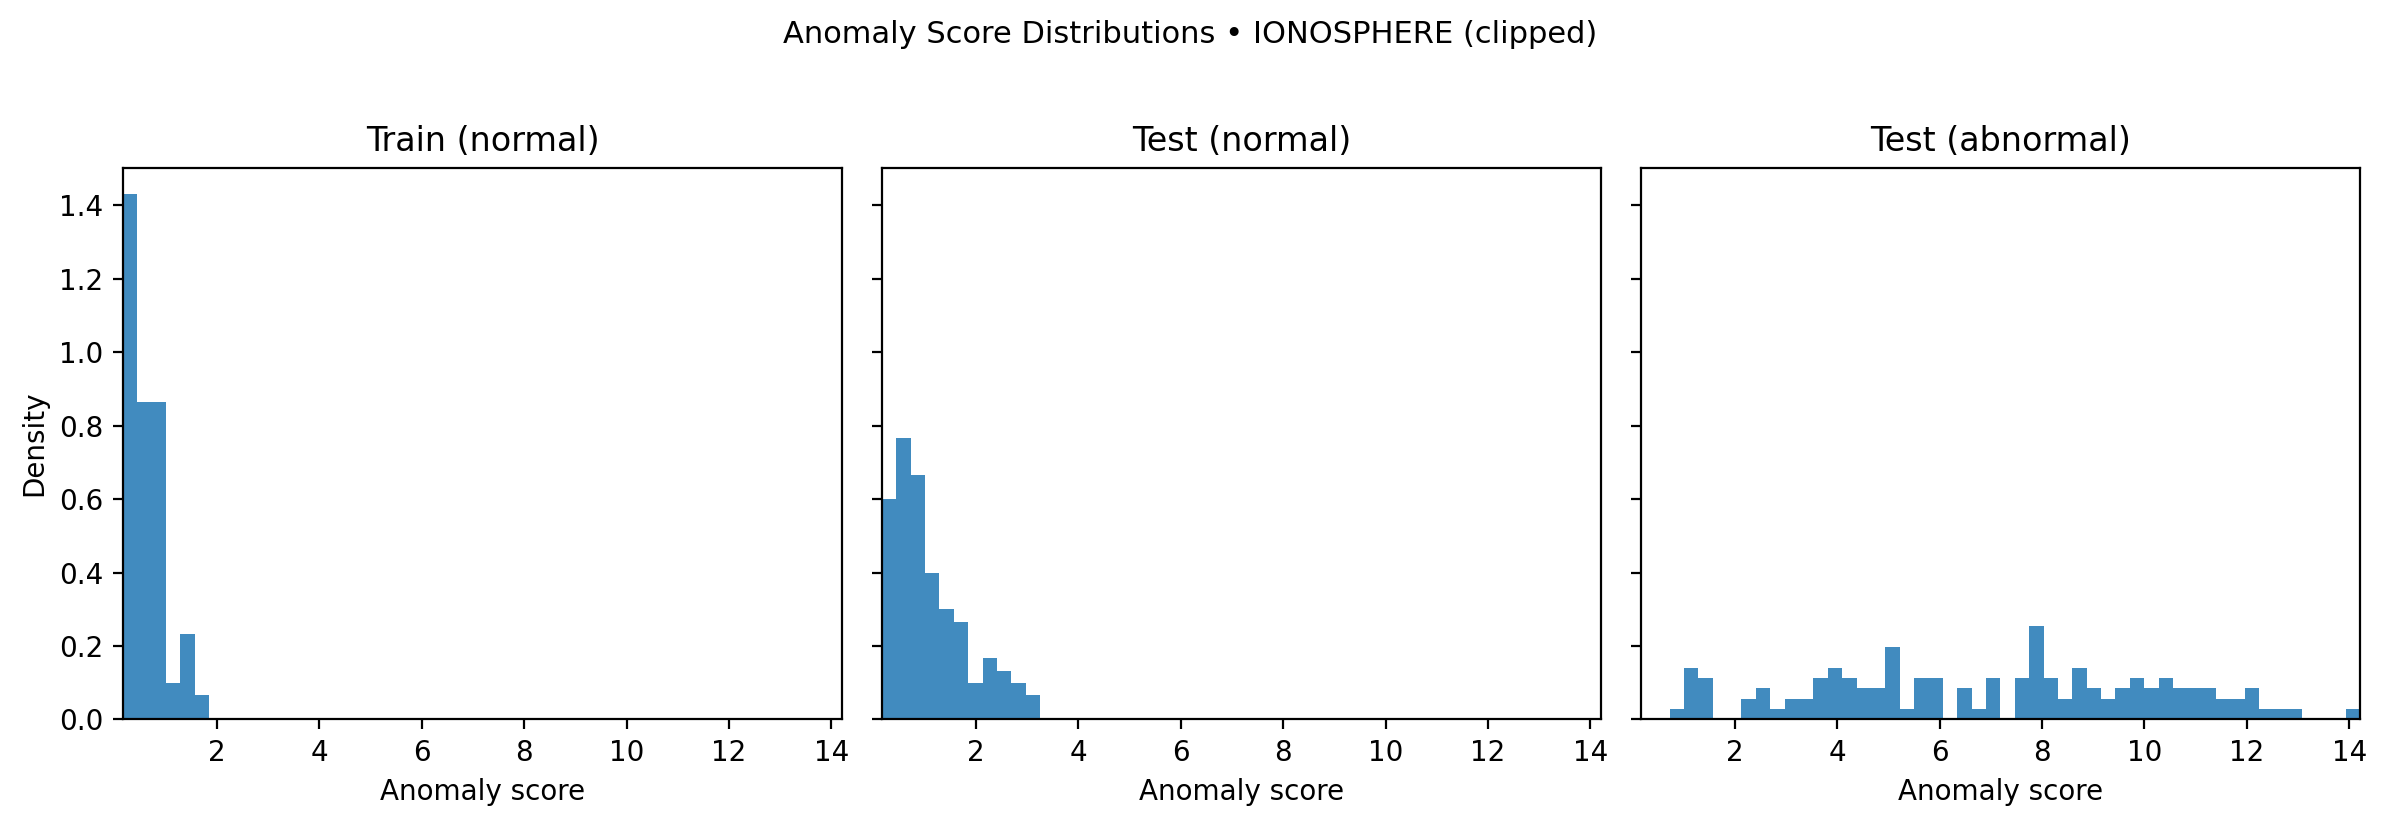 Anomaly Score Distributions • IONOSPHERE (clipped)
Train (normal)
Test (normal)
Test (abnormal)
Density
1.4
1.2
1.0
0.8
0.6
0.4
0.2
0.0
2 4 6 8 10 12 14
2 4 6 8 10 12 14
2 4 6 8 10 12 14
Anomaly score
Anomaly score
Anomaly score